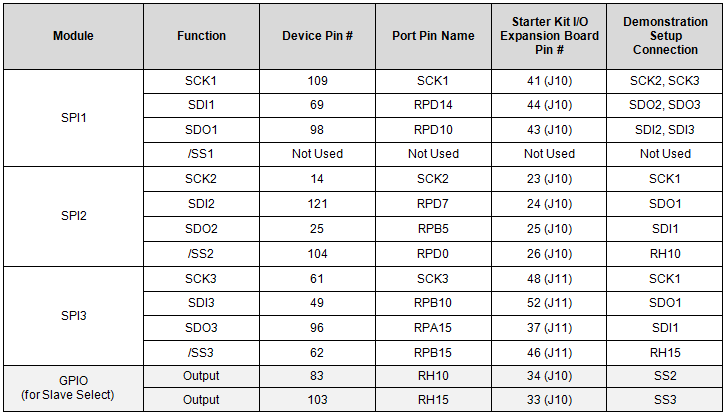 Module Function Device Pin # Port Pin Name Starter Kit I/O Expansion Board Pin # Demonstration Setup Connection
SPI1 SCK1 109 SCK1 41 (J10) SCK2, SCK3
SDI1 69 RPD14 44 (J10) SDO2, SDO3
SDO1 98 RPD10 43 (J10) SDI2, SDI3
/SS1 Not Used Not Used Not Used Not Used
SPI2 SCK2 14 SCK2 23 (J10) SCK1
SDI2 121 RPD7 24 (J10) SDO1
SDO2 25 RPB5 25 (J10) SDI1
/SS2 104 RPD0 26 (J10) RH10
SPI3 SCK3 61 SCK3 48 (J11) SCK1
SDI3 49 RPB10 52 (J11) SDO1
SDO3 96 RPA15 37 (J11) SDI1
/SS3 62 RPB15 46 (J11) RH15
GPIO (for Slave Select) Output 83 RH10 34 (J10) SS2
Output 103 RH15 33 (J10) SS3